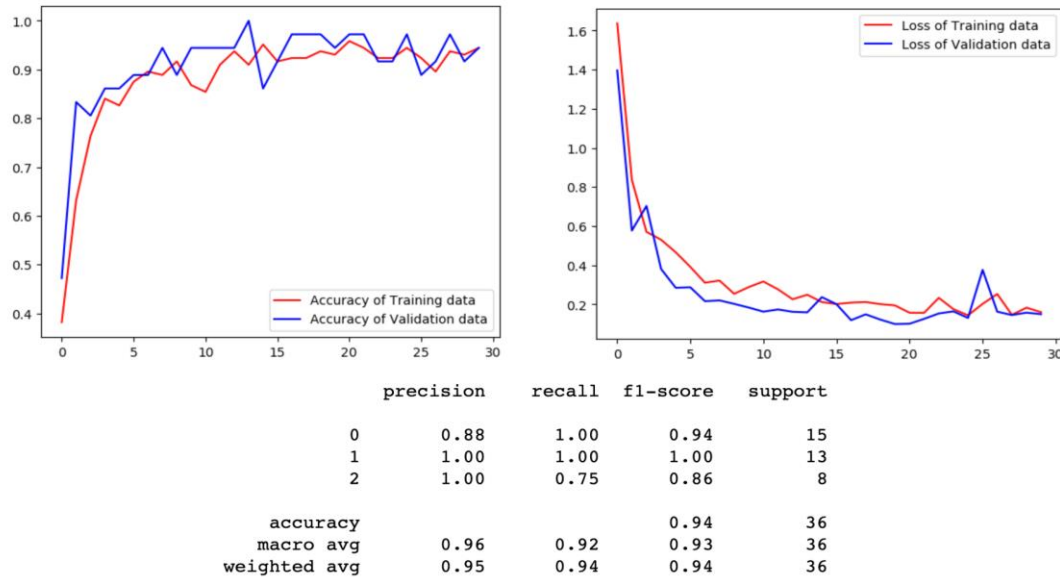 1.0
0.9
0.8
0.7
0.6
0.5
0.4
0 5 10 15 20 25 30
Accuracy of Training data
Accuracy of Validation data
1.6
1.4
1.2
1.0
0.8
0.6
0.4
0.2
0 5 10 15 20 25 30
Loss of Training data
Loss of Validation data
precision recall f1-score support
0 0.88 1.00 0.94 15
1 1.00 1.00 1.00 13
2 1.00 0.75 0.86 8
accuracy 0.94 36
macro avg 0.96 0.92 0.93 36
weighted avg 0.95 0.94 0.94 36